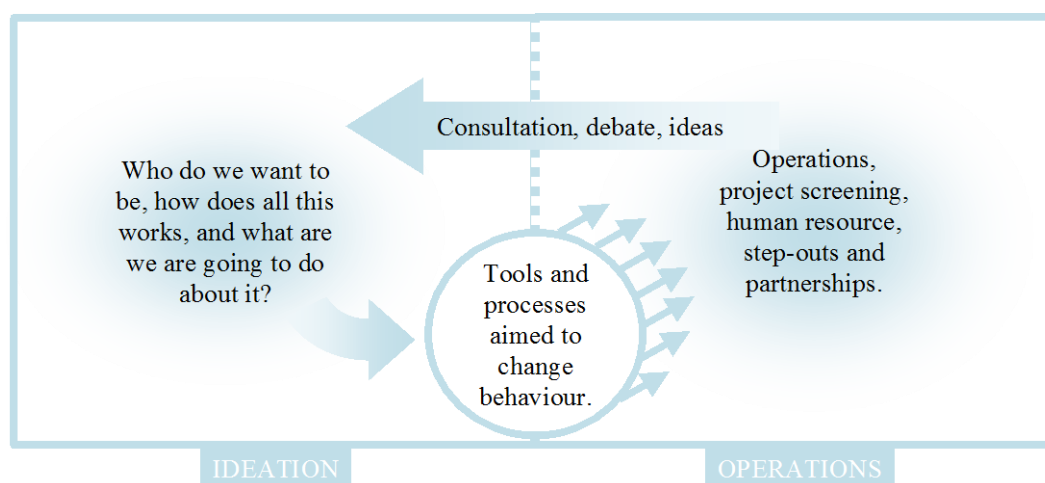 Consultation, debate, ideas
Who do we want to
be, how does all this
works, and what are
we are going to do
about it?
Tools and
processes
aimed to
change
behaviour.
Operations,
project screening,
human resource,
step-outs and
partnerships.
IDEATION
OPERATIONS